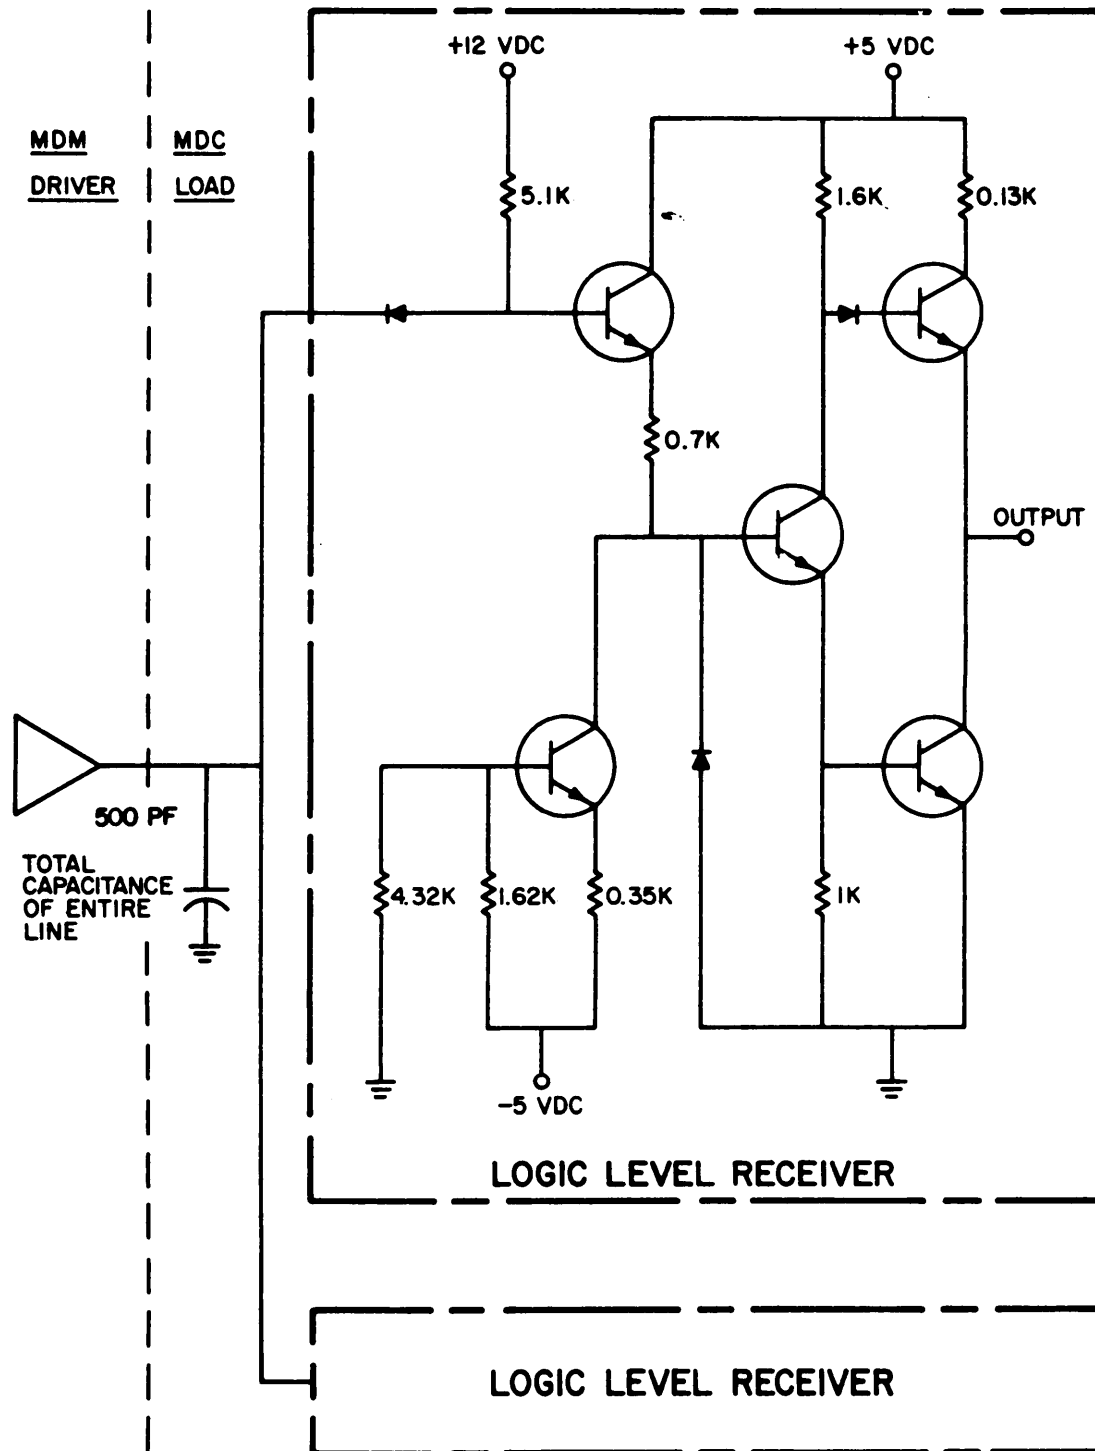 MDM
DRIVER
MDC
LOAD
+12 VDC
+5 VDC
5.1K
1.6K
0.13K
0.7K
OUTPUT
500 PF
TOTAL
CAPACITANCE
OF ENTIRE
LINE
4.32K
1.62K
0.35K
1K
-5 VDC
LOGIC LEVEL RECEIVER
LOGIC LEVEL RECEIVER